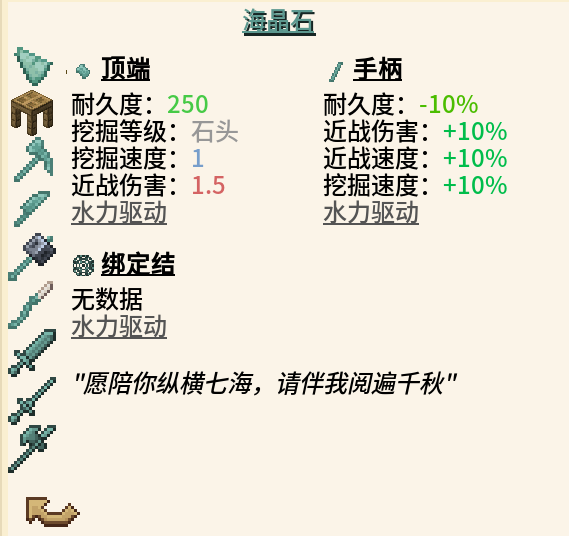 海晶石
顶端
耐久度：250
挖掘等级：石头
挖掘速度：1
近战伤害：1.5
水力驱动
手柄
耐久度：-10%
近战伤害：+10%
近战速度：+10%
挖掘速度：+10%
水力驱动
绑定结
无数据
水力驱动
"愿陪你纵横七海，请伴我阅遍千秋"